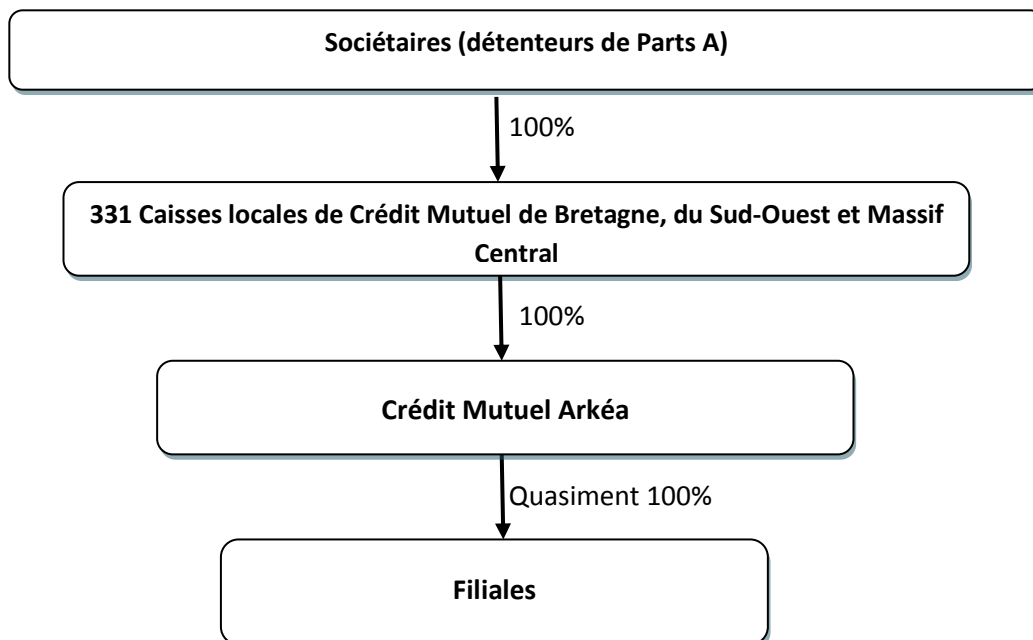 Sociétaires (détenteurs de Parts A)
100%
331 Caisses locales de Crédit Mutuel de Bretagne, du Sud-Ouest et Massif
Central
100%
Crédit Mutuel Arkéa
Quasiment 100%
Filiales